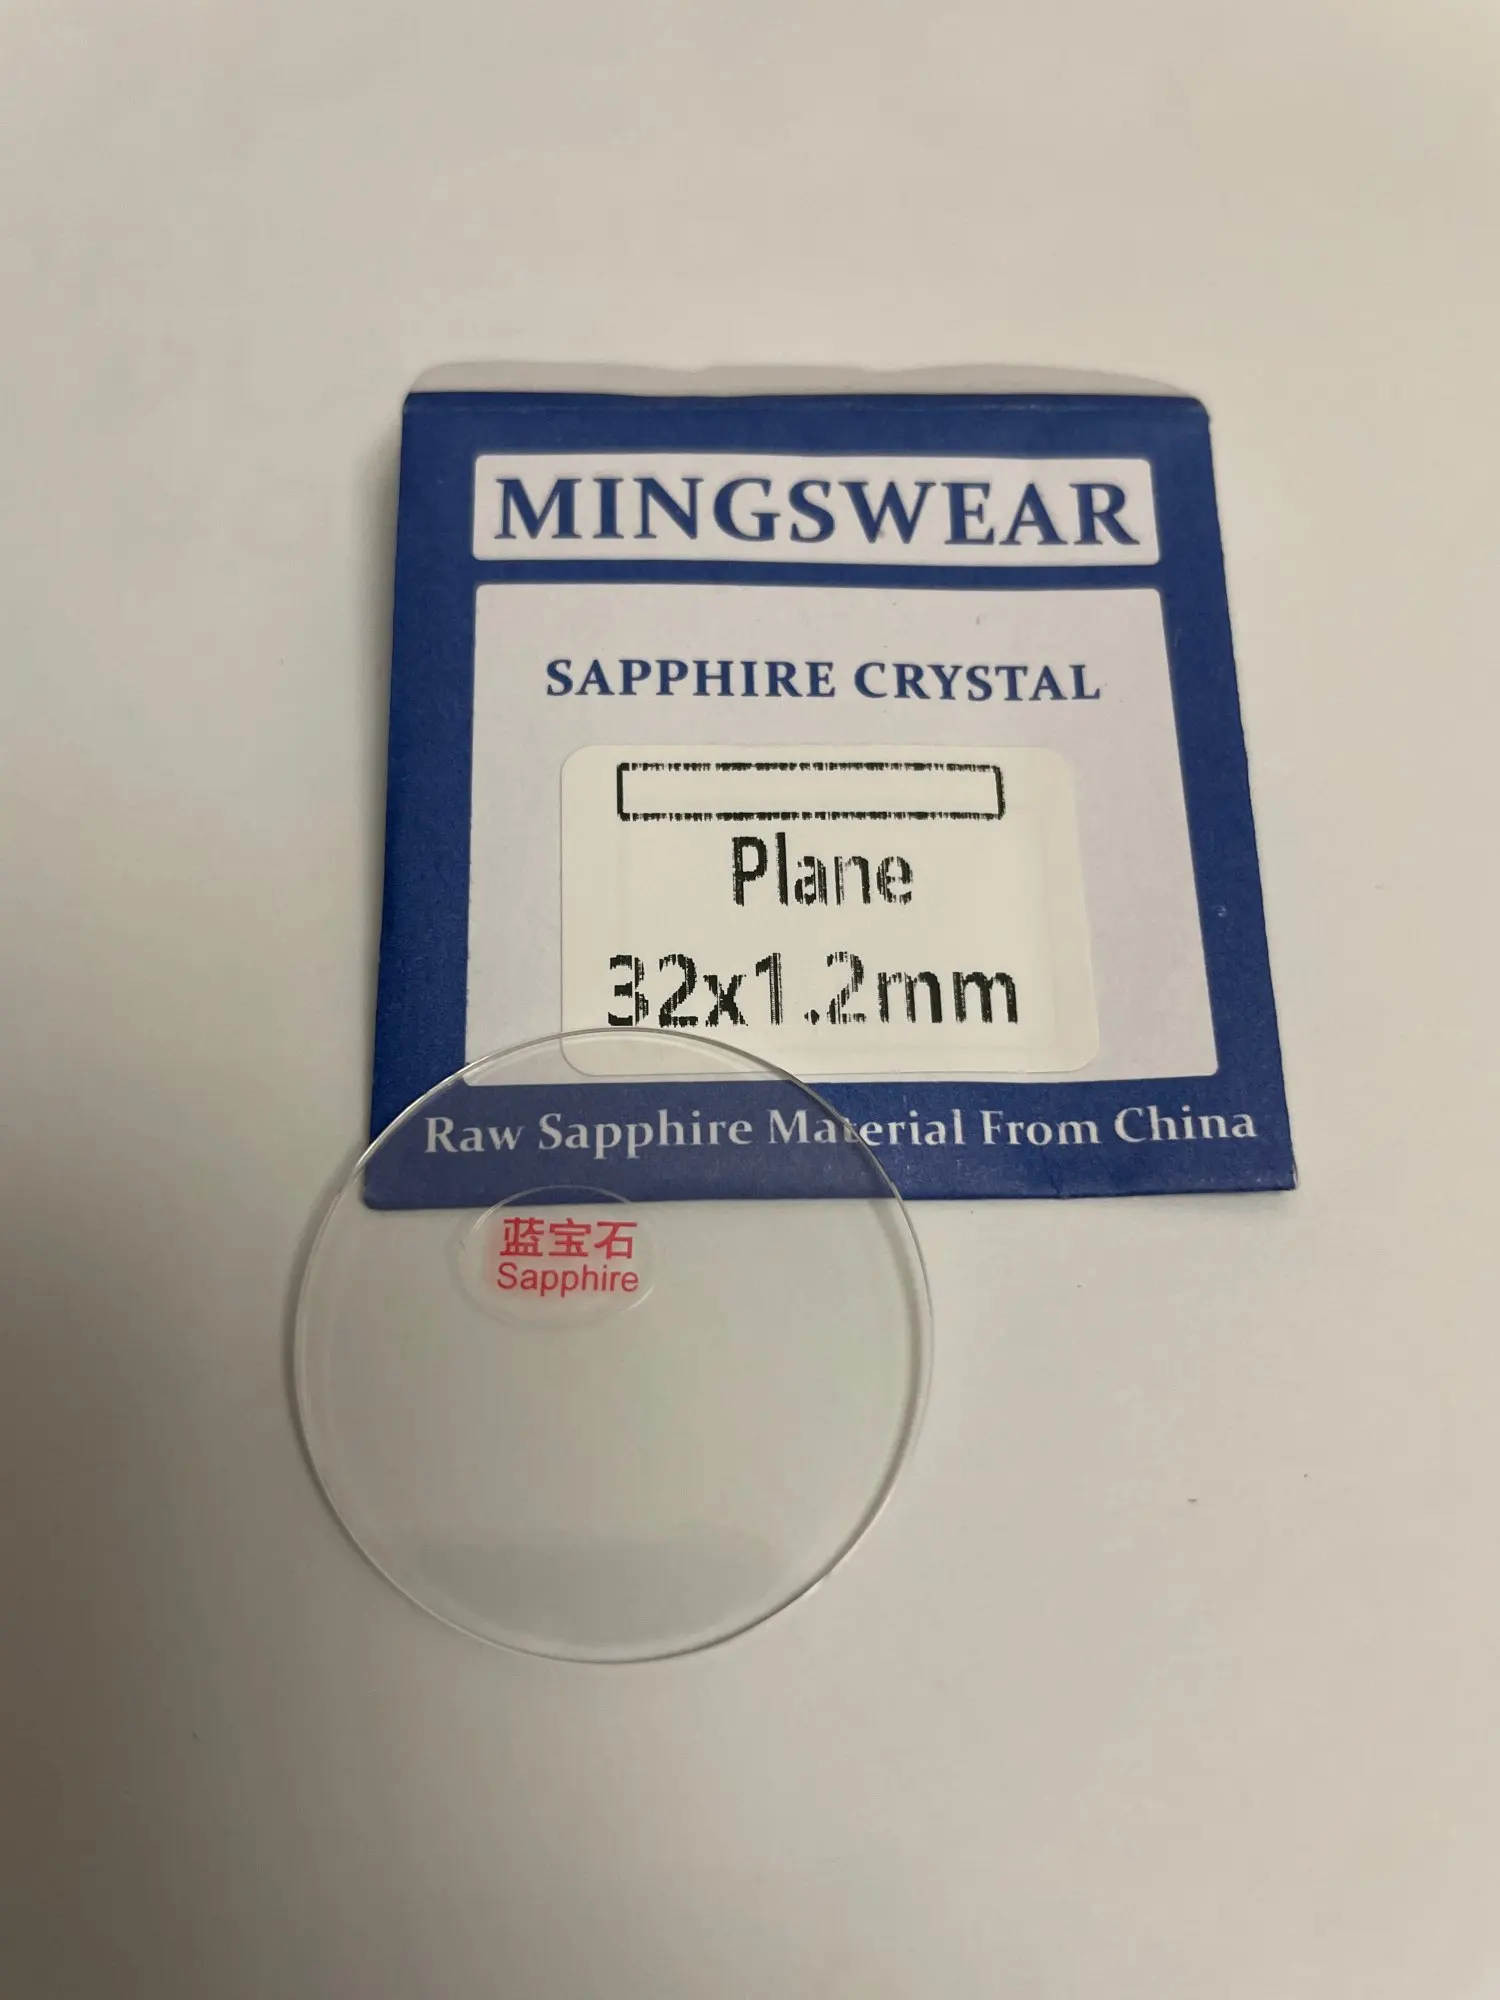 MINGSWEAR
SAPPHIRE CRYSTAL
Plane
32x1.2mm
Raw Sapphire Material From China
蓝宝石
Sapphire